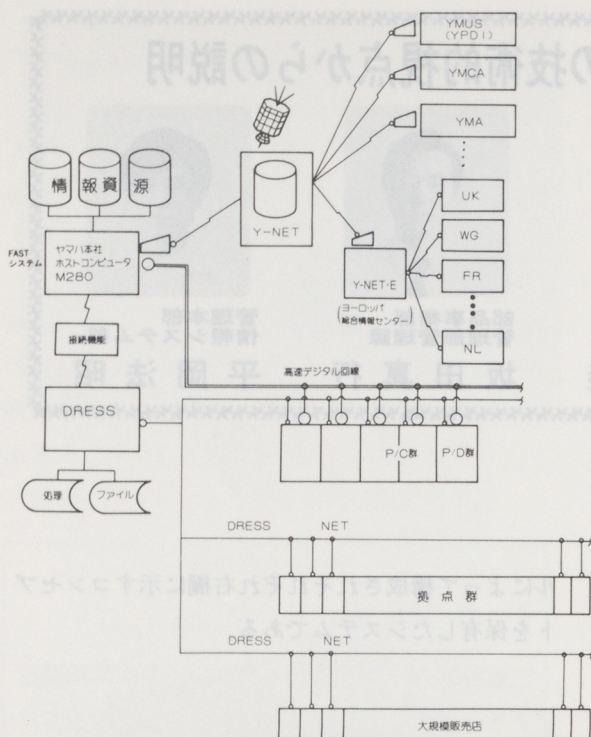 YMUS
(YPDI)
YMCA
YMA
情報資源
UK
Y-NET
WG
FAST
システム
ヤマハ本社
ホストコンピュータ
M280
Y-NET-E
FR
(ヨーロッパ
総合情報センター)
接続機能
NL
高速デジタル回線
DRESS
P/C群
P/D群
処理
ファイル
DRESS NET
拠点群
DRESS NET
大規模販売店